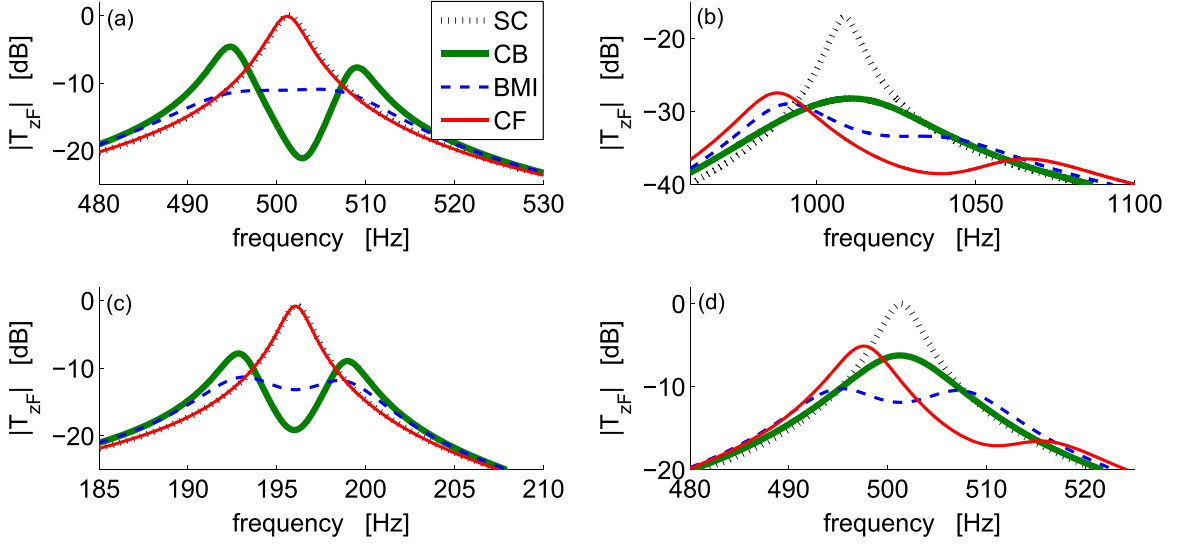 (a)
|T_zF| [dB]
0
−10
−20
480 490 500 510 520 530
frequency [Hz]
SC
CB
BMI
CF
(b)
|T_zF| [dB]
−20
−30
−40
1000 1050 1100
frequency [Hz]
(c)
|T_zF| [dB]
0
−10
−20
185 190 195 200 205 210
frequency [Hz]
(d)
|T_zF| [dB]
0
−10
−20
480 490 500 510 520
frequency [Hz]